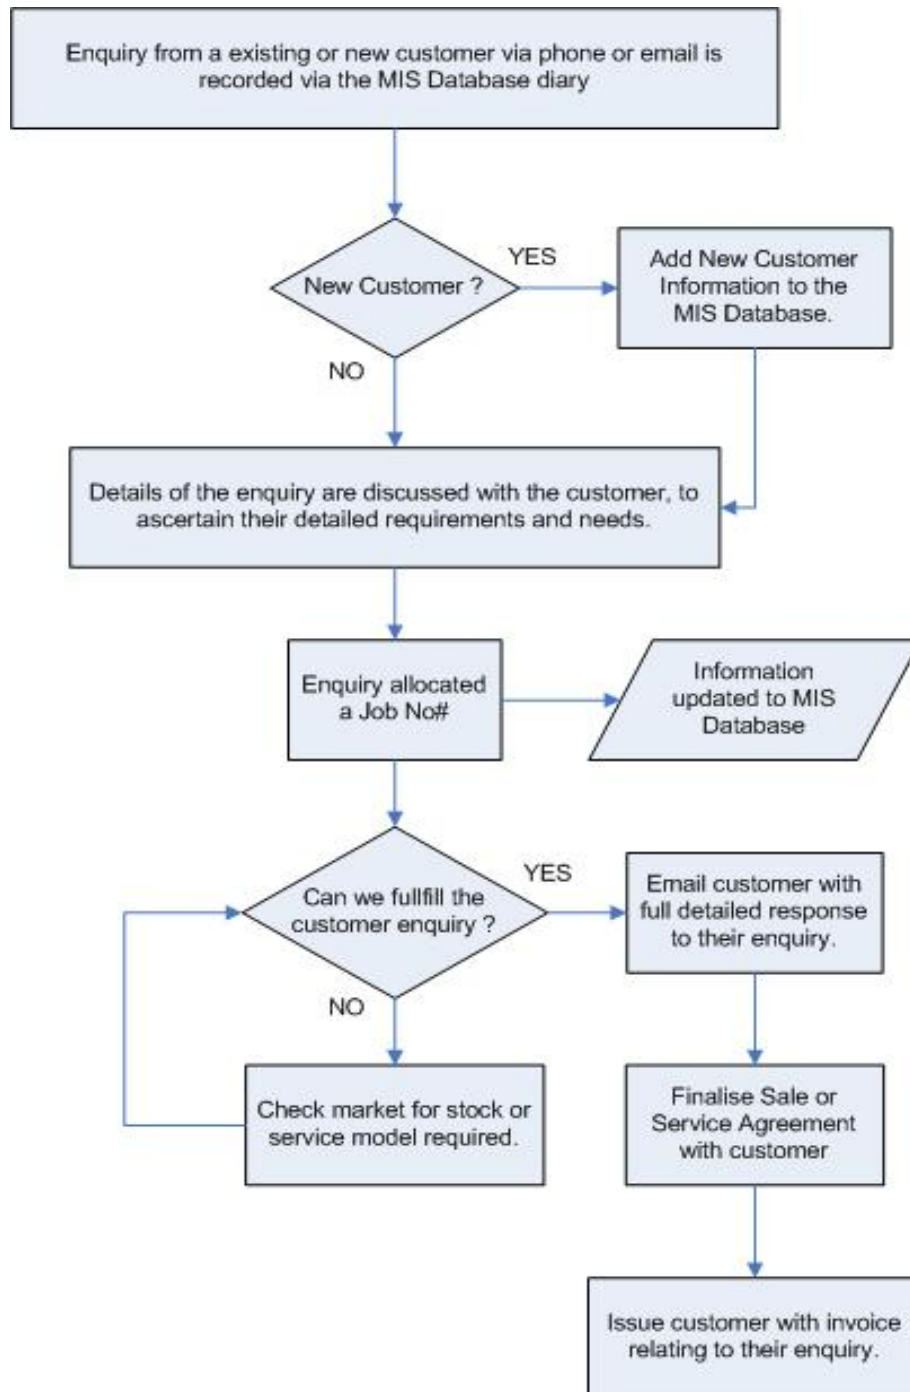 Enquiry from a existing or new customer via phone or email is
recorded via the MIS Database diary
New Customer ?
YES
Add New Customer
Information to the
MIS Database.
NO
Details of the enquiry are discussed with the customer, to
ascertain their detailed requirements and needs.
Enquiry allocated
a Job No#
Information
updated to MIS
Database
Can we fullfill the
customer enquiry ?
YES
Email customer with
full detailed response
to their enquiry.
NO
Check market for stock or
service model required.
Finalise Sale or
Service Agreement
with customer
Issue customer with invoice
relating to their enquiry.